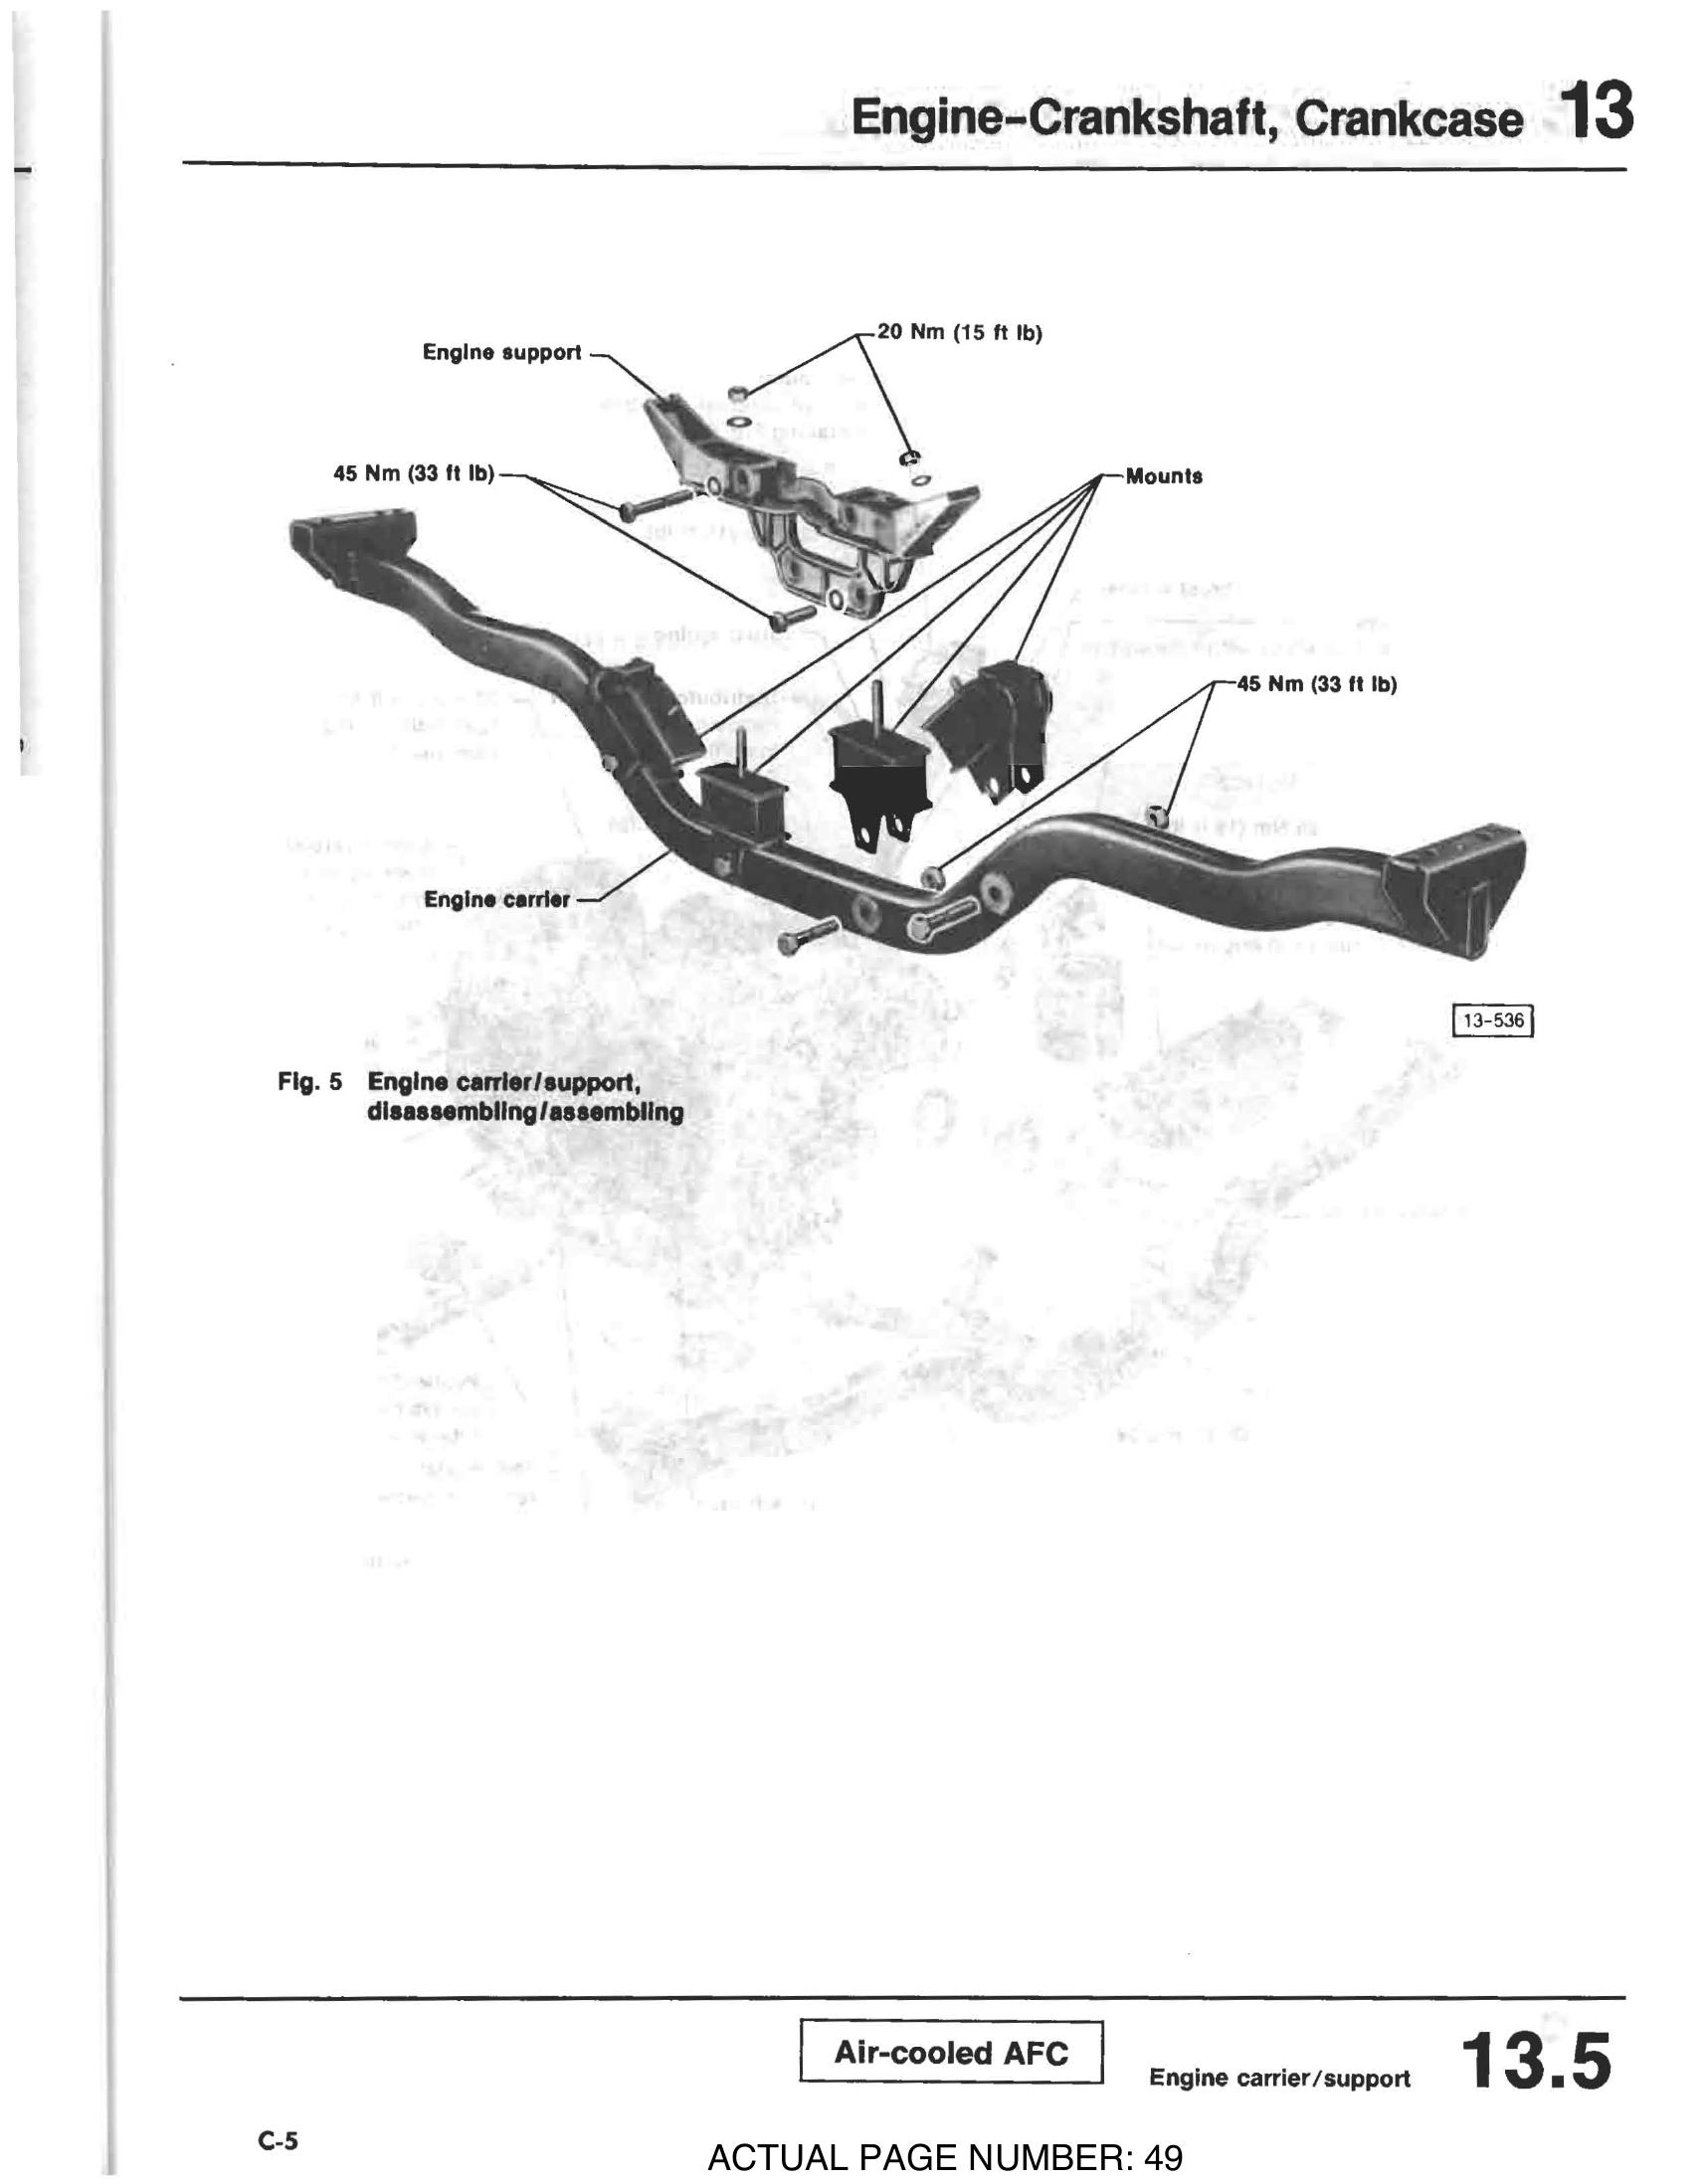 Engine–Crankshaft, Crankcase 13
20 Nm (15 ft lb)
Engine support
45 Nm (33 ft lb)
Mounts
45 Nm (33 ft lb)
Engine carrier
13-536
Fig. 5 Engine carrier/support,
disassembling/assembling
Air-cooled AFC
Engine carrier/support 13.5
C-5
ACTUAL PAGE NUMBER: 49